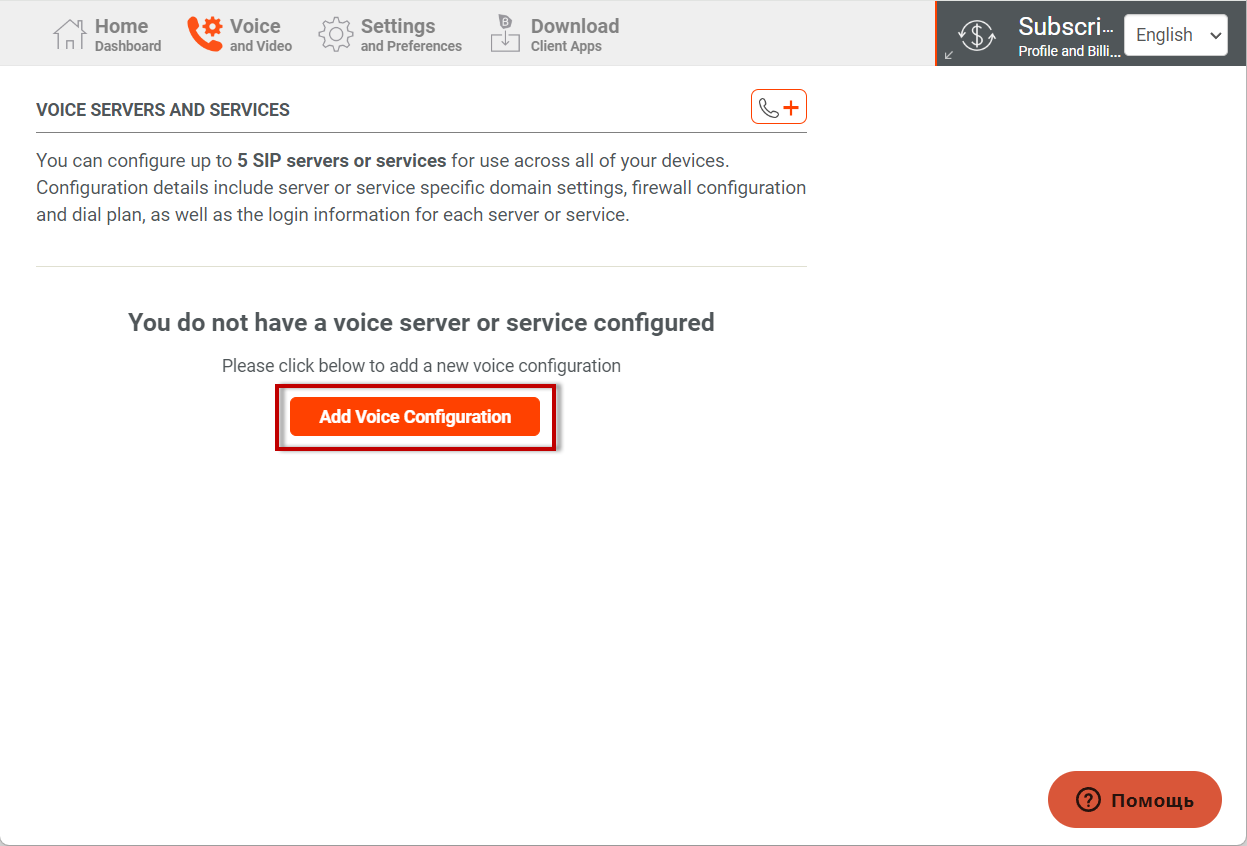 Home
Dashboard
Voice
and Video
Settings
and Preferences
B
Download
Client Apps
$
Subscri...
Profile and Billi...
English
VOICE SERVERS AND SERVICES
You can configure up to 5 SIP servers or services for use across all of your devices.
Configuration details include server or service specific domain settings, firewall configuration
and dial plan, as well as the login information for each server or service.
You do not have a voice server or service configured
Please click below to add a new voice configuration
Add Voice Configuration
? Помощь